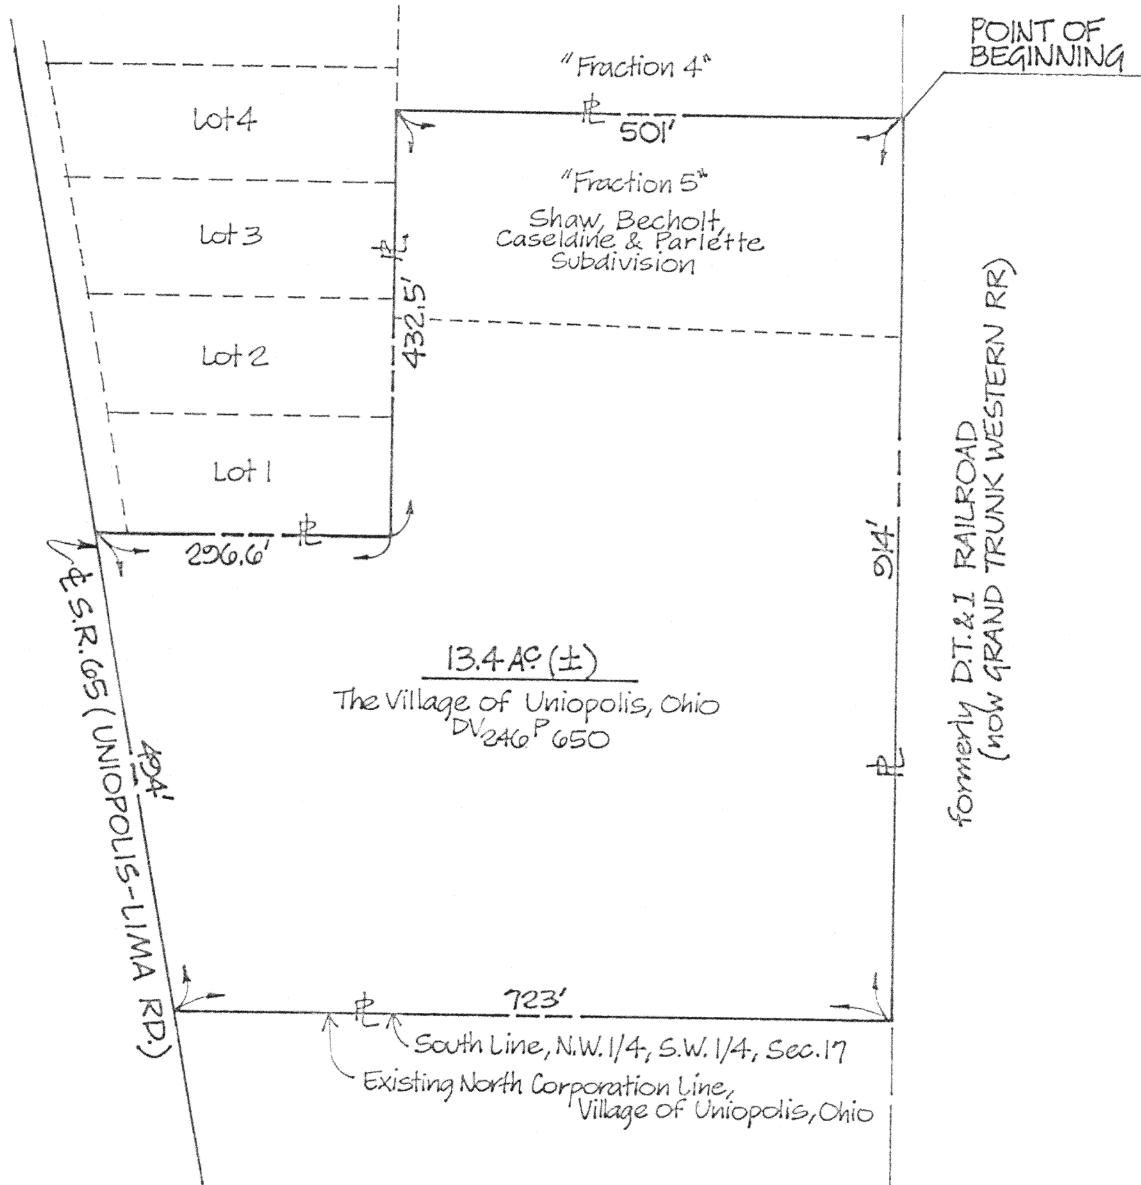 POINT OF
BEGINNING
"Fraction 4"
℄
501'
Lot 4
"Fraction 5"
Shaw, Becholt,
Caseldine & Parlette
Subdivision
Lot 3
432.5'
Lot 2
Lot 1
296.6'
914'
formerly D.T. & I RAILROAD
(now GRAND TRUNK WESTERN RR)
13.4 Ac (±)
The Village of Uniopolis, Ohio
DV 246 P 650
℄ S.R. 65 (UNIOPOLIS-LIMA RD.)
494'
723'
South Line, N.W. 1/4, S.W. 1/4, Sec. 17
Existing North Corporation Line,
Village of Uniopolis, Ohio